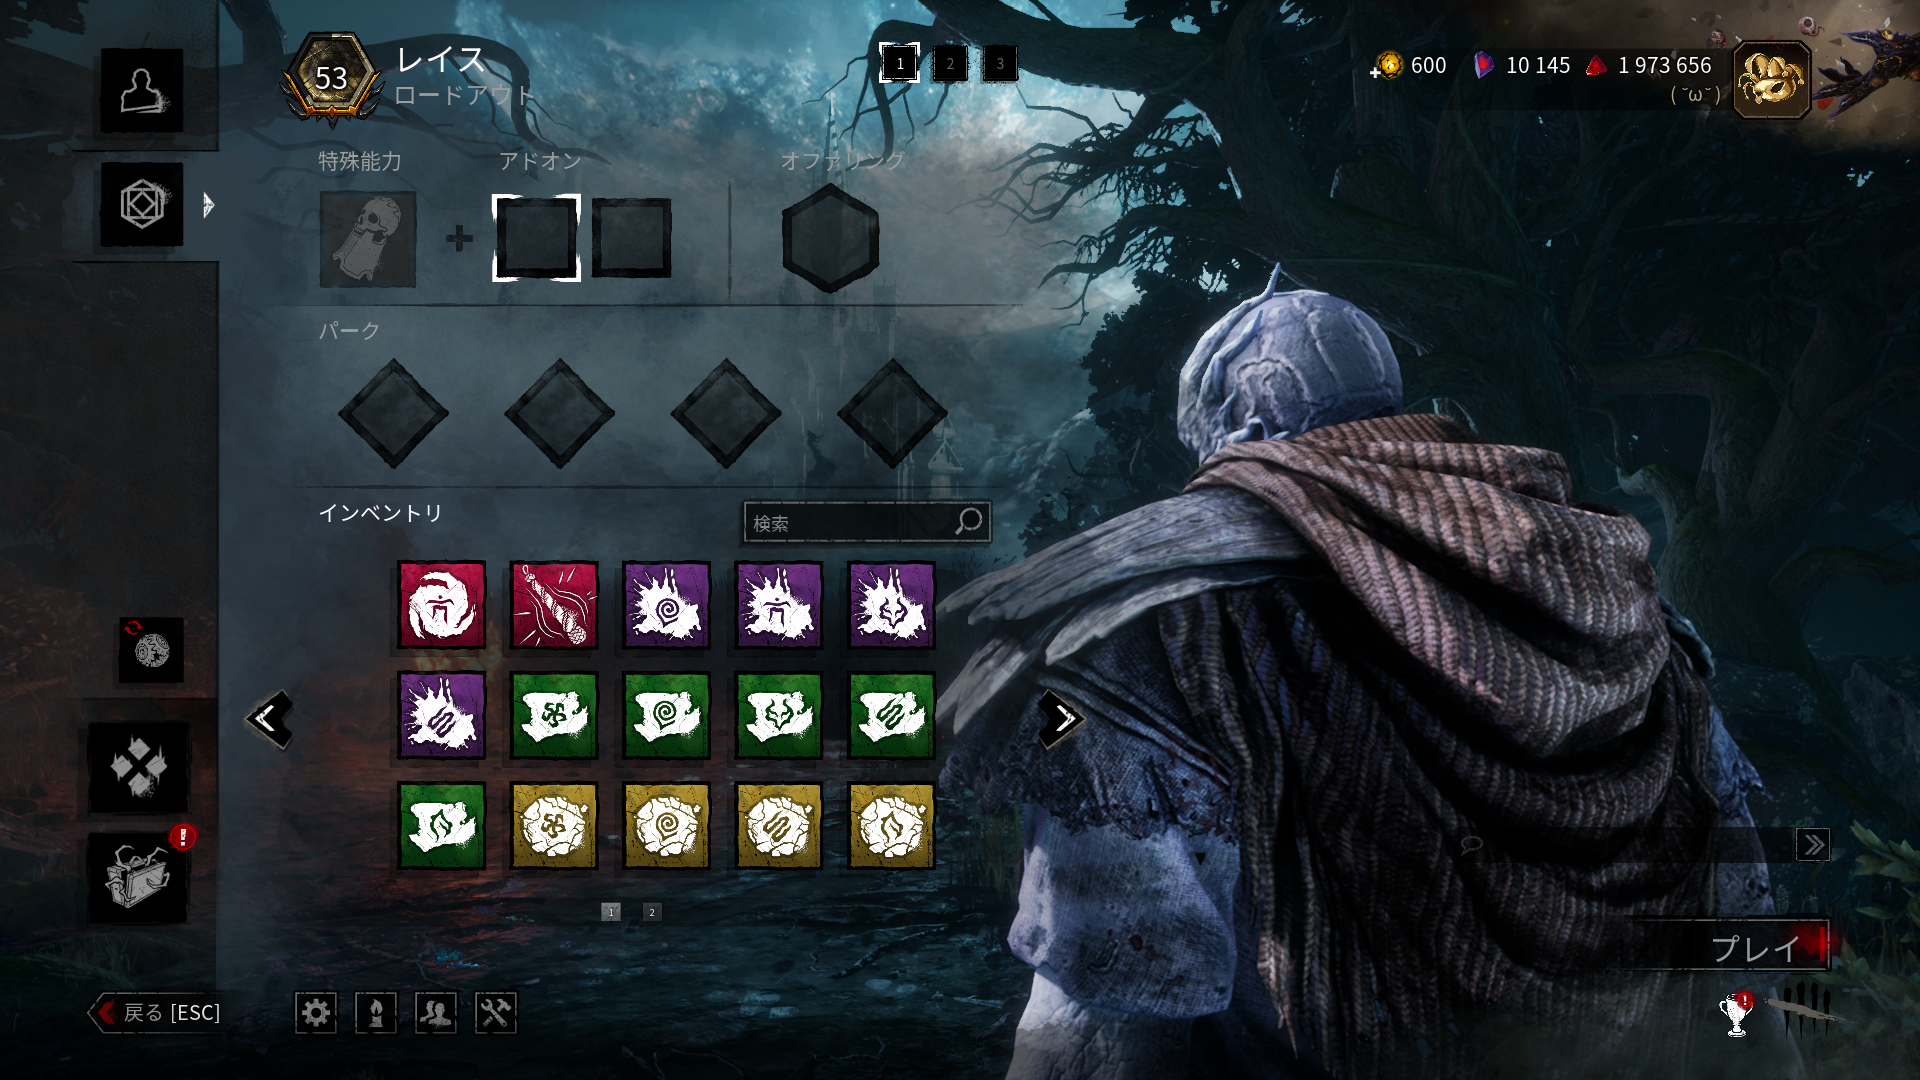 53
レイス
ロードアウト
1 2 3
600 10 145 1 973 656
( ˘ω˘ )
特殊能力 アドオン オファリング
パーク
インベントリ
検索
1 2
プレイ
戻る [ESC]